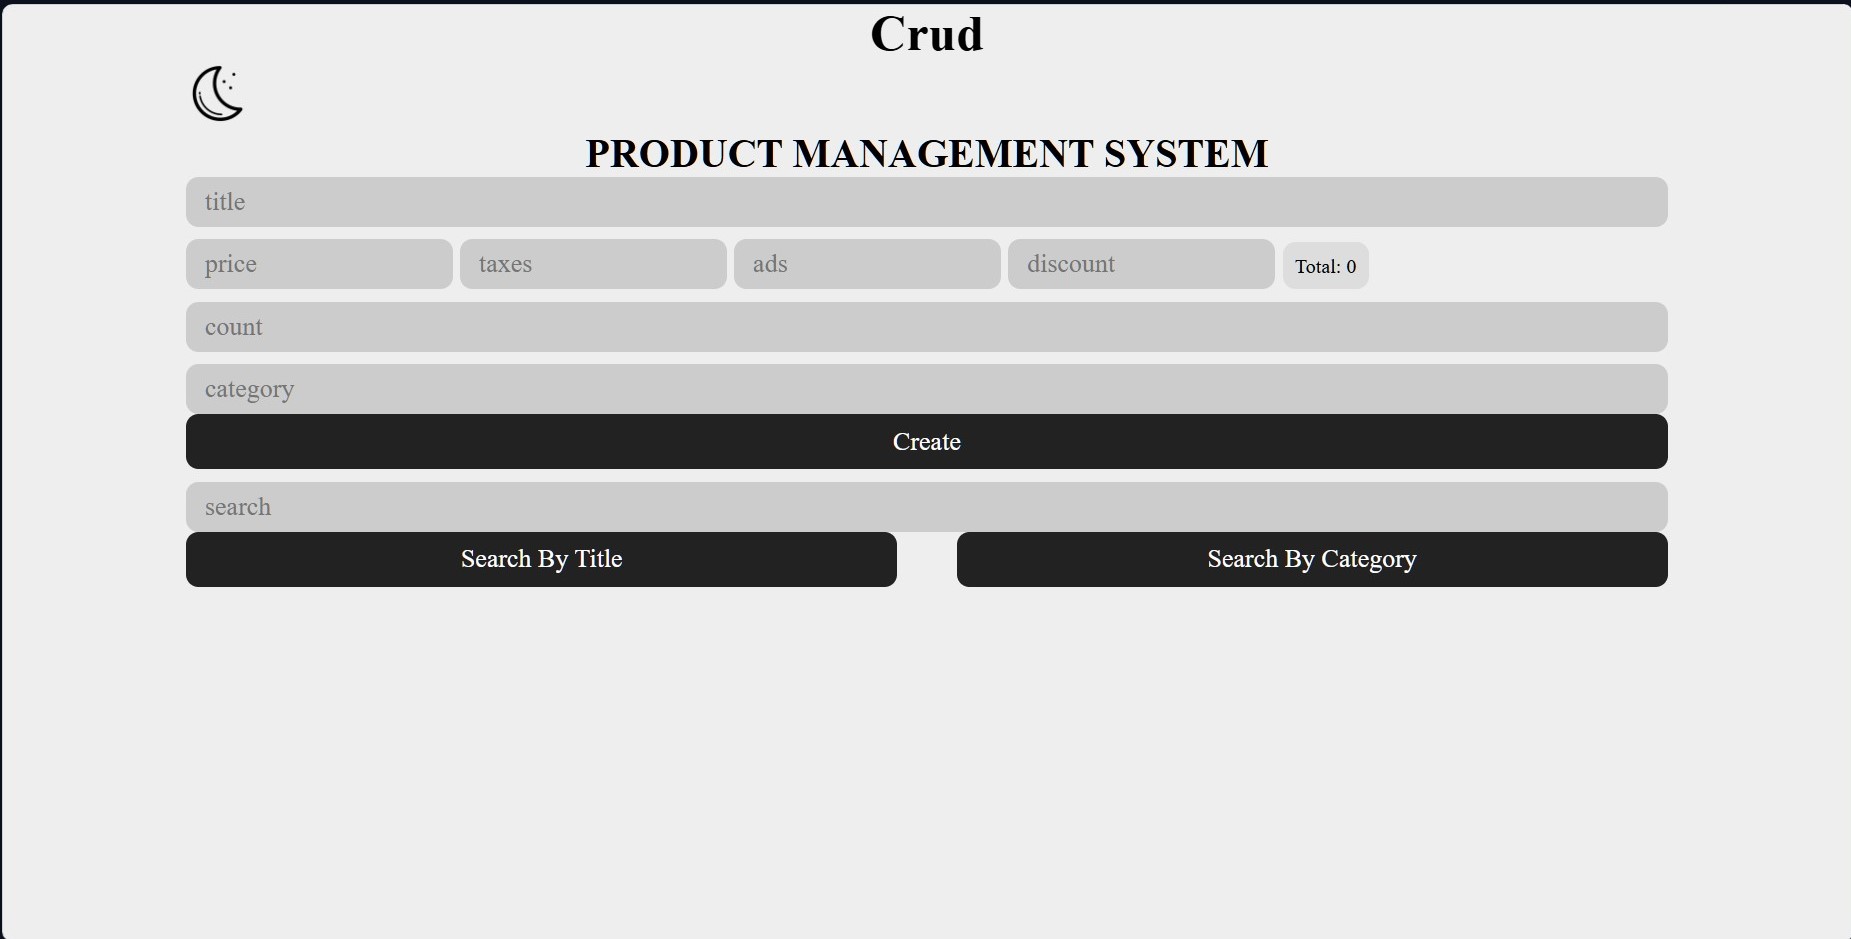 Crud
PRODUCT MANAGEMENT SYSTEM
title
price taxes ads discount Total: 0
count
category
Create
search
Search By Title Search By Category